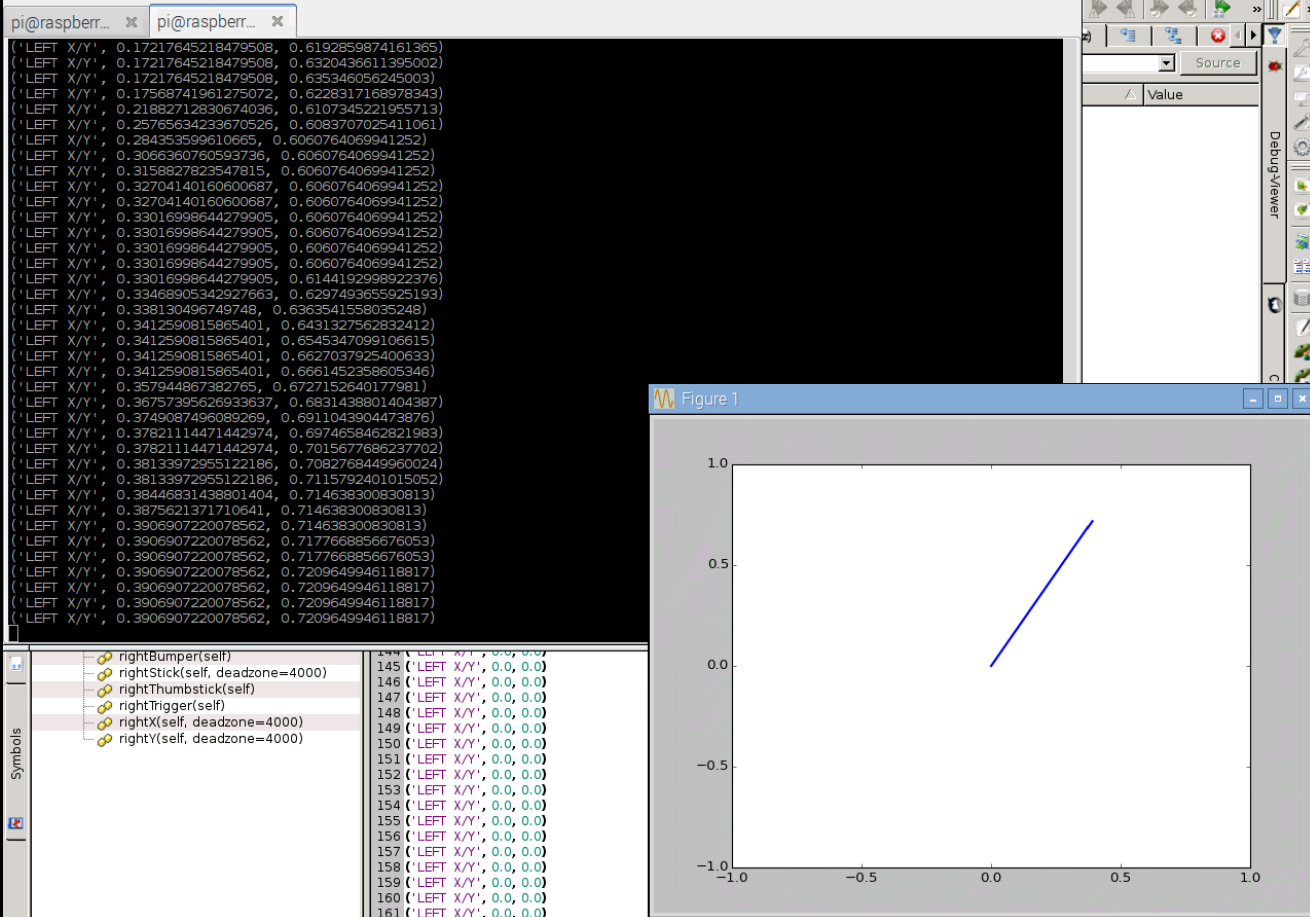 pi@raspberr... pi@raspberr...
('LEFT X/Y', 0.17217645218479508, 0.6192859874161365)
('LEFT X/Y', 0.17217645218479508, 0.6320436611395002)
('LEFT X/Y', 0.17217645218479508, 0.635346056245003)
('LEFT X/Y', 0.17568741961275072, 0.6228317168978343)
('LEFT X/Y', 0.21882712830674036, 0.6107345221955713)
('LEFT X/Y', 0.25765634233670526, 0.6083707025411061)
('LEFT X/Y', 0.284353599610665, 0.6060764069941252)
('LEFT X/Y', 0.3066360760593736, 0.6060764069941252)
('LEFT X/Y', 0.3158827823547815, 0.6060764069941252)
('LEFT X/Y', 0.32704140160600687, 0.6060764069941252)
('LEFT X/Y', 0.32704140160600687, 0.6060764069941252)
('LEFT X/Y', 0.33016998644279905, 0.6060764069941252)
('LEFT X/Y', 0.33016998644279905, 0.6060764069941252)
('LEFT X/Y', 0.33016998644279905, 0.6060764069941252)
('LEFT X/Y', 0.33016998644279905, 0.6060764069941252)
('LEFT X/Y', 0.33016998644279905, 0.6144192998922376)
('LEFT X/Y', 0.33468905342927663, 0.6297493655925193)
('LEFT X/Y', 0.338130496749748, 0.6363541558035248)
('LEFT X/Y', 0.3412590815865401, 0.6431327562832412)
('LEFT X/Y', 0.3412590815865401, 0.6545347099106615)
('LEFT X/Y', 0.3412590815865401, 0.6627037925400633)
('LEFT X/Y', 0.3412590815865401, 0.6661452358605346)
('LEFT X/Y', 0.357944867382765, 0.6727152640177981)
('LEFT X/Y', 0.36757395626933637, 0.6831438801404387)
('LEFT X/Y', 0.3749087496089269, 0.6911043904473876)
('LEFT X/Y', 0.37821114471442974, 0.6974658462821983)
('LEFT X/Y', 0.37821114471442974, 0.7015677686237702)
('LEFT X/Y', 0.38133972955122186, 0.7082768449960024)
('LEFT X/Y', 0.38133972955122186, 0.7115792401015052)
('LEFT X/Y', 0.38446831438801404, 0.714638300830813)
('LEFT X/Y', 0.3875621371710641, 0.714638300830813)
('LEFT X/Y', 0.3906907220078562, 0.714638300830813)
('LEFT X/Y', 0.3906907220078562, 0.7177668856676053)
('LEFT X/Y', 0.3906907220078562, 0.7177668856676053)
('LEFT X/Y', 0.3906907220078562, 0.7209649946118817)
('LEFT X/Y', 0.3906907220078562, 0.7209649946118817)
('LEFT X/Y', 0.3906907220078562, 0.7209649946118817)
('LEFT X/Y', 0.3906907220078562, 0.7209649946118817)
Source
Value
Debug-Viewer
C
Symbols
rightBumper(self)
rightStick(self, deadzone=4000)
rightThumbstick(self)
rightTrigger(self)
rightX(self, deadzone=4000)
rightY(self, deadzone=4000)
144 ('LEFT X/Y', 0.0, 0.0)
145 ('LEFT X/Y', 0.0, 0.0)
146 ('LEFT X/Y', 0.0, 0.0)
147 ('LEFT X/Y', 0.0, 0.0)
148 ('LEFT X/Y', 0.0, 0.0)
149 ('LEFT X/Y', 0.0, 0.0)
150 ('LEFT X/Y', 0.0, 0.0)
151 ('LEFT X/Y', 0.0, 0.0)
152 ('LEFT X/Y', 0.0, 0.0)
153 ('LEFT X/Y', 0.0, 0.0)
154 ('LEFT X/Y', 0.0, 0.0)
155 ('LEFT X/Y', 0.0, 0.0)
156 ('LEFT X/Y', 0.0, 0.0)
157 ('LEFT X/Y', 0.0, 0.0)
158 ('LEFT X/Y', 0.0, 0.0)
159 ('LEFT X/Y', 0.0, 0.0)
160 ('LEFT X/Y', 0.0, 0.0)
161 ('LEFT X/Y', 0.0, 0.0)
Figure 1
1.0
0.5
0.0
−0.5
−1.0
−1.0 −0.5 0.0 0.5 1.0